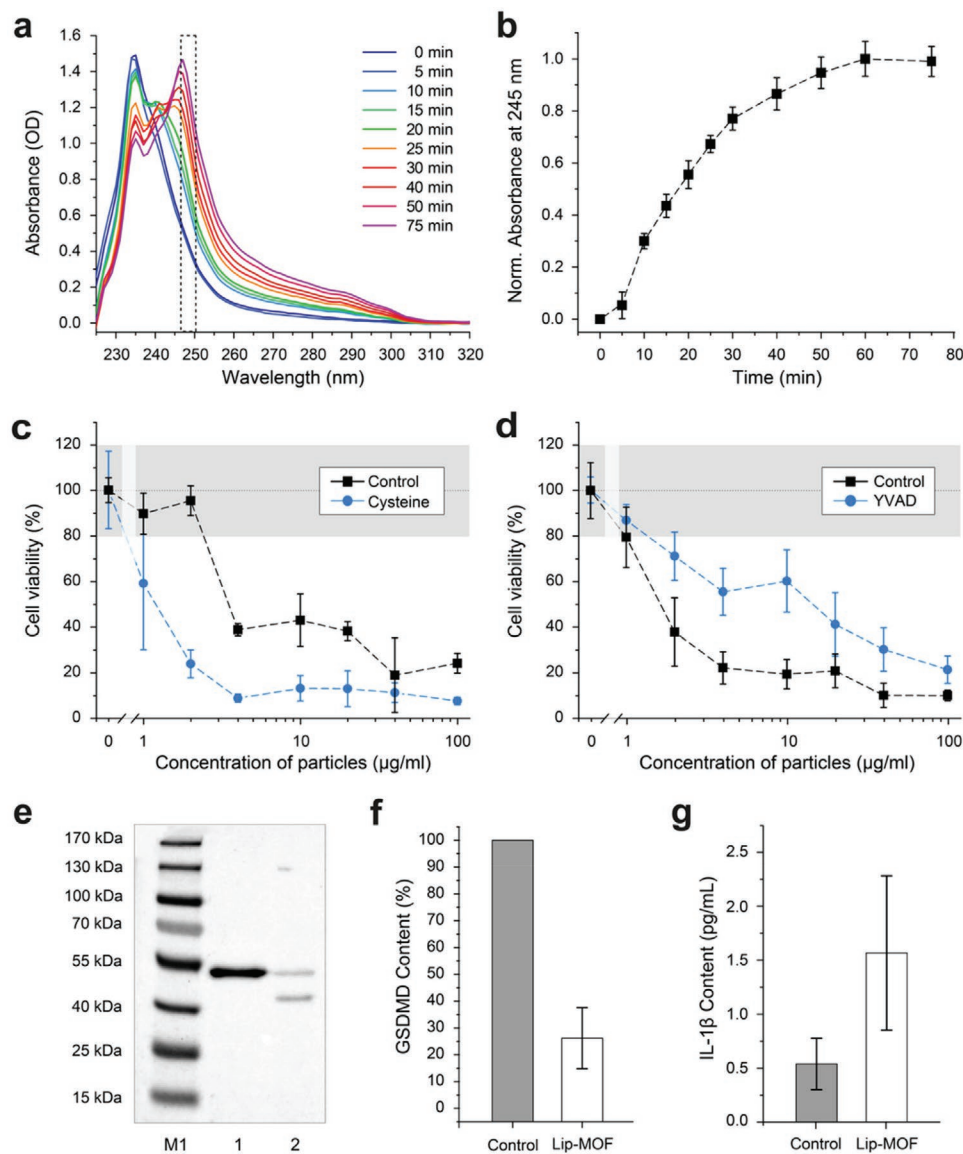 a
1.6
1.4
1.2
1.0
0.8
0.6
0.4
0.2
0.0
Absorbance (OD)
230 240 250 260 270 280 290 300 310 320
Wavelength (nm)
0 min
5 min
10 min
15 min
20 min
25 min
30 min
40 min
50 min
75 min
b
1.0
0.8
0.6
0.4
0.2
0.0
Norm. Absorbance at 245 nm
0 10 20 30 40 50 60 70 80
Time (min)
c
120
100
80
60
40
20
0
Cell viability (%)
Control
Cysteine
0 1 10 100
Concentration of particles (µg/ml)
d
120
100
80
60
40
20
0
Cell viability (%)
Control
YVAD
0 1 10 100
Concentration of particles (µg/ml)
e
170 kDa
130 kDa
100 kDa
70 kDa
55 kDa
40 kDa
25 kDa
15 kDa
M1 1 2
f
100
90
80
70
60
50
40
30
20
10
0
GSDMD Content (%)
Control Lip-MOF
g
2.5
2.0
1.5
1.0
0.5
0.0
IL-1β Content (pg/mL)
Control Lip-MOF